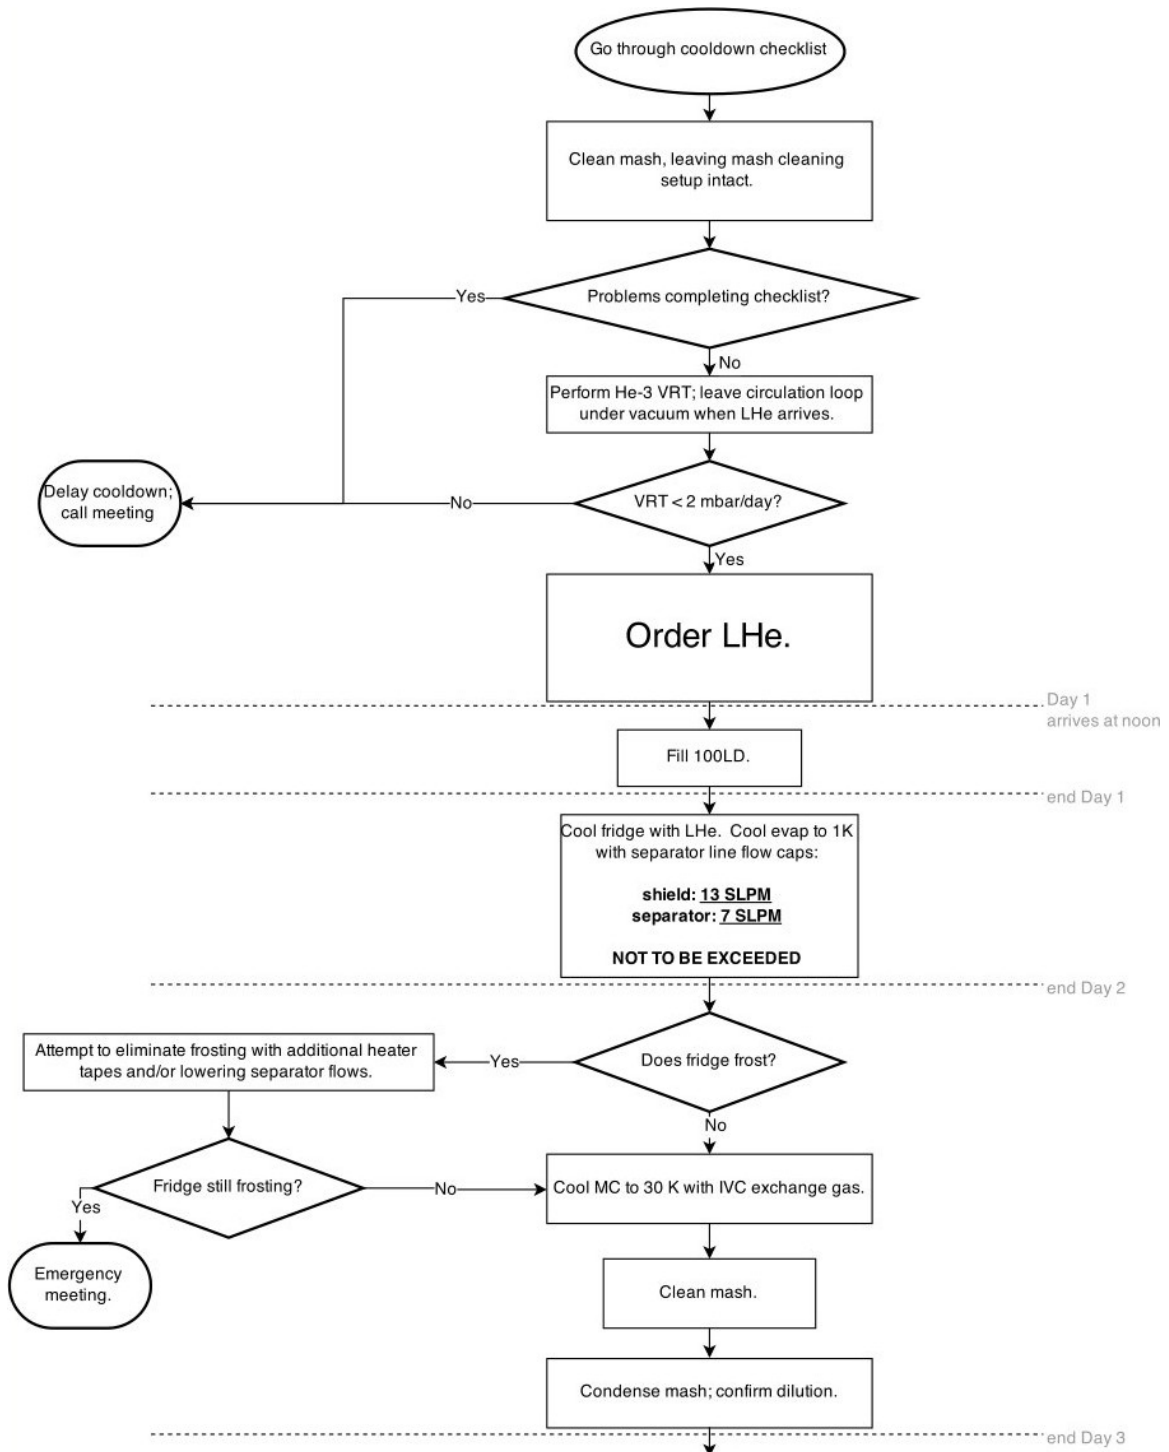 Go through cooldown checklist
Clean mash, leaving mash cleaning
setup intact.
Problems completing checklist?
Yes
No
Perform He-3 VRT; leave circulation loop
under vacuum when LHe arrives.
VRT < 2 mbar/day?
No
Delay cooldown;
call meeting
Yes
Order LHe.
Day 1
arrives at noon
Fill 100LD.
end Day 1
Cool fridge with LHe. Cool evap to 1K
with separator line flow caps:
shield: 13 SLPM
separator: 7 SLPM
NOT TO BE EXCEEDED
end Day 2
Does fridge frost?
Yes
Attempt to eliminate frosting with additional heater
tapes and/or lowering separator flows.
No
Fridge still frosting?
No
Yes
Emergency
meeting.
Cool MC to 30 K with IVC exchange gas.
Clean mash.
Condense mash; confirm dilution.
end Day 3